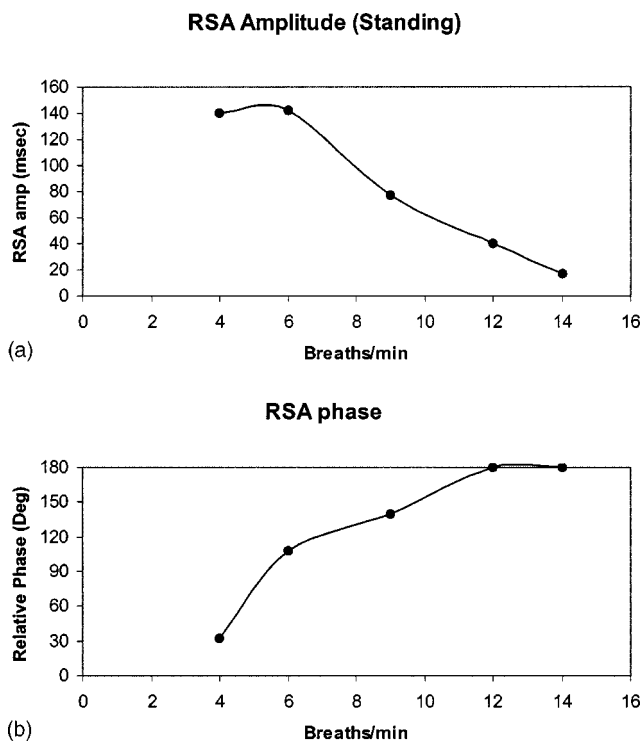 RSA Amplitude (Standing)
160
140
120
100
80
60
40
20
0
RSA amp (msec)
0 2 4 6 8 10 12 14 16
(a)
Breaths/min
RSA phase
180
150
120
90
60
30
0
Relative Phase (Deg)
0 2 4 6 8 10 12 14 16
(b)
Breaths/min